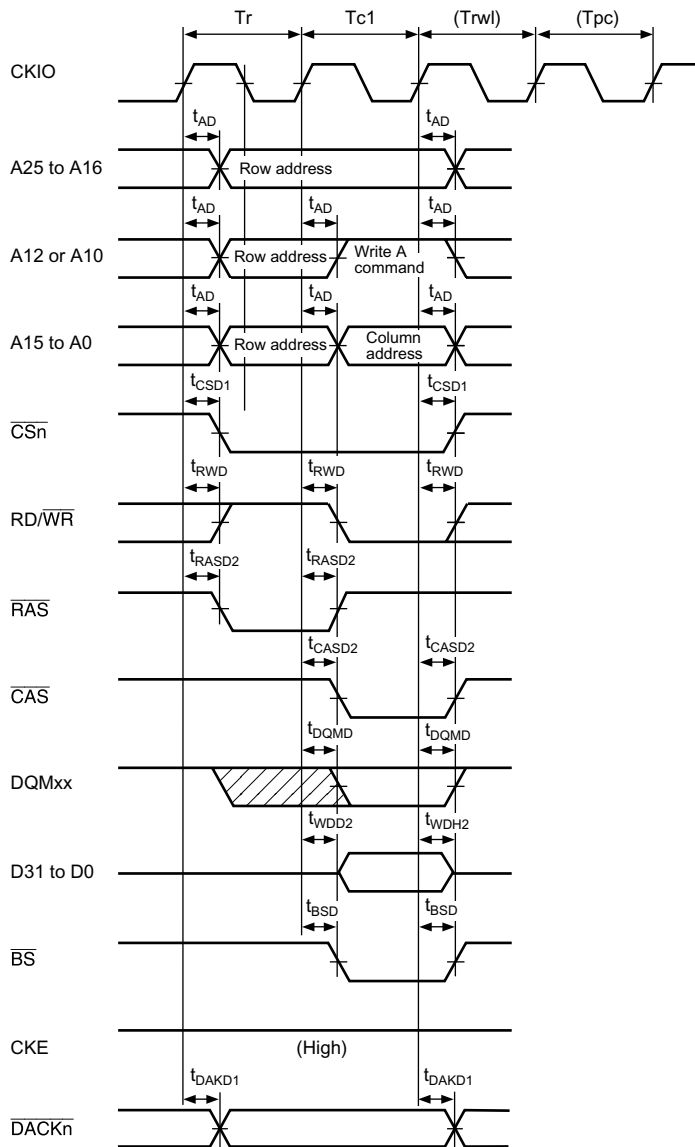 Tr Tc1 (Trwl) (Tpc)
CKIO
tAD tAD
A25 to A16 Row address
tAD tAD tAD
A12 or A10 Row address Write A command
tAD tAD tAD
A15 to A0 Row address Column address
tCSD1 tCSD1
CSn
tRWD tRWD tRWD
RD/WR
tRASD2 tRASD2
RAS
tCASD2 tCASD2
CAS
tDQMD tDQMD
DQMxx
tWDD2 tWDH2
D31 to D0
tBSD tBSD
BS
CKE (High)
tDAKD1 tDAKD1
DACKn